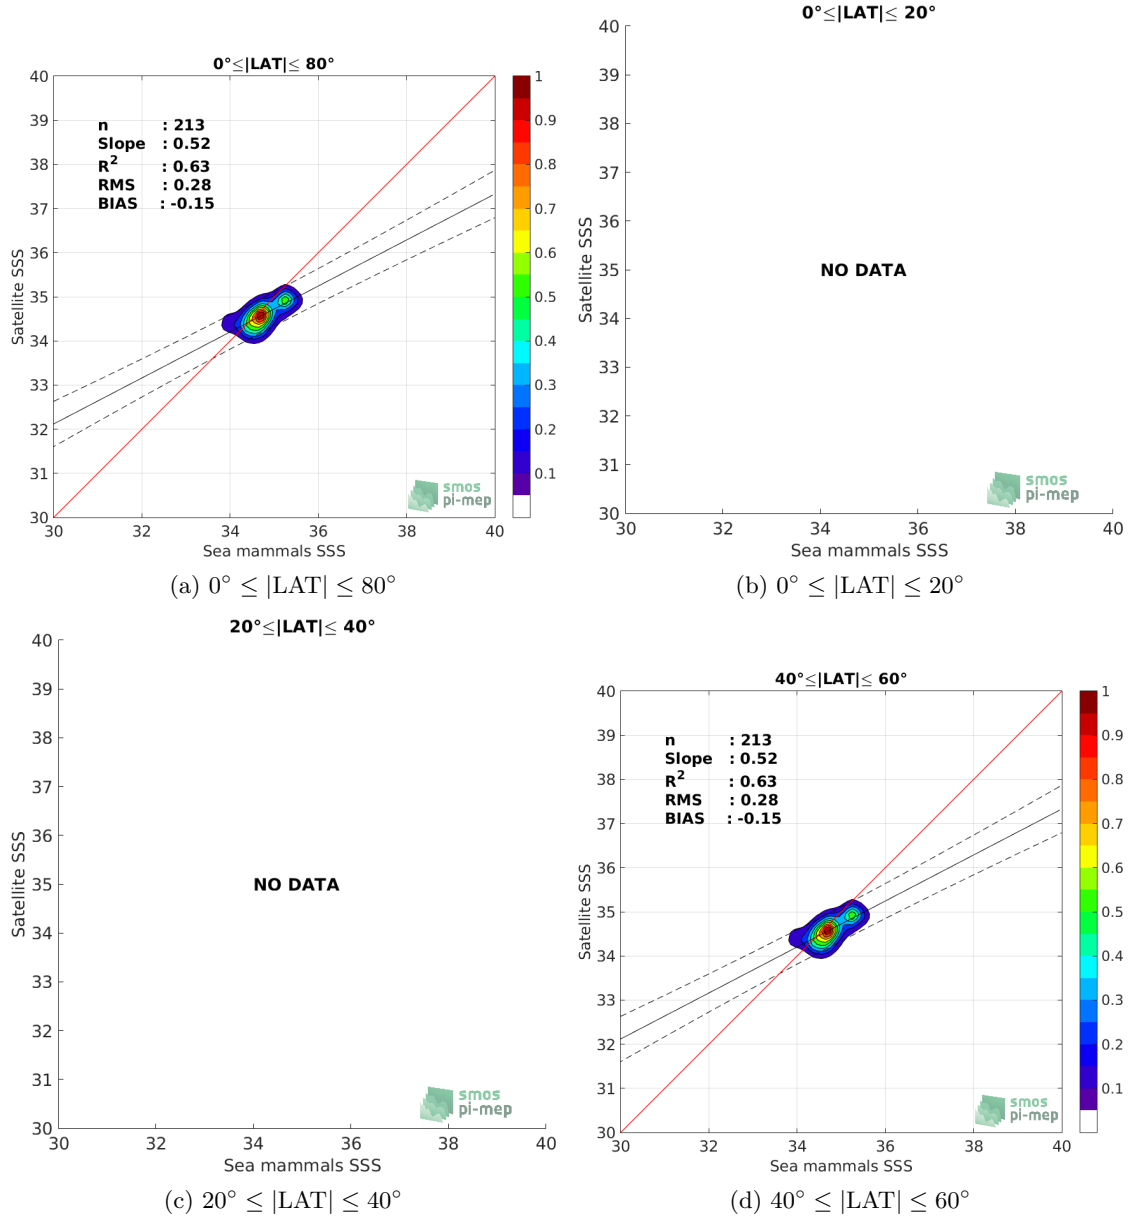 0°≤|LAT|≤ 80°
40
39
38
37
36
35
34
33
32
31
30
Satellite SSS
n : 213
Slope : 0.52
R² : 0.63
RMS : 0.28
BIAS : -0.15
smos
pi-mep
30 32 34 36 38 40
Sea mammals SSS
1
0.9
0.8
0.7
0.6
0.5
0.4
0.3
0.2
0.1
(a) 0° ≤ |LAT| ≤ 80°
0°≤|LAT|≤ 20°
40
39
38
37
36
35
34
33
32
31
30
Satellite SSS
NO DATA
smos
pi-mep
30 32 34 36 38 40
Sea mammals SSS
(b) 0° ≤ |LAT| ≤ 20°
20°≤|LAT|≤ 40°
40
39
38
37
36
35
34
33
32
31
30
Satellite SSS
NO DATA
smos
pi-mep
30 32 34 36 38 40
Sea mammals SSS
(c) 20° ≤ |LAT| ≤ 40°
40°≤|LAT|≤ 60°
40
39
38
37
36
35
34
33
32
31
30
Satellite SSS
n : 213
Slope : 0.52
R² : 0.63
RMS : 0.28
BIAS : -0.15
smos
pi-mep
30 32 34 36 38 40
Sea mammals SSS
1
0.9
0.8
0.7
0.6
0.5
0.4
0.3
0.2
0.1
(d) 40° ≤ |LAT| ≤ 60°